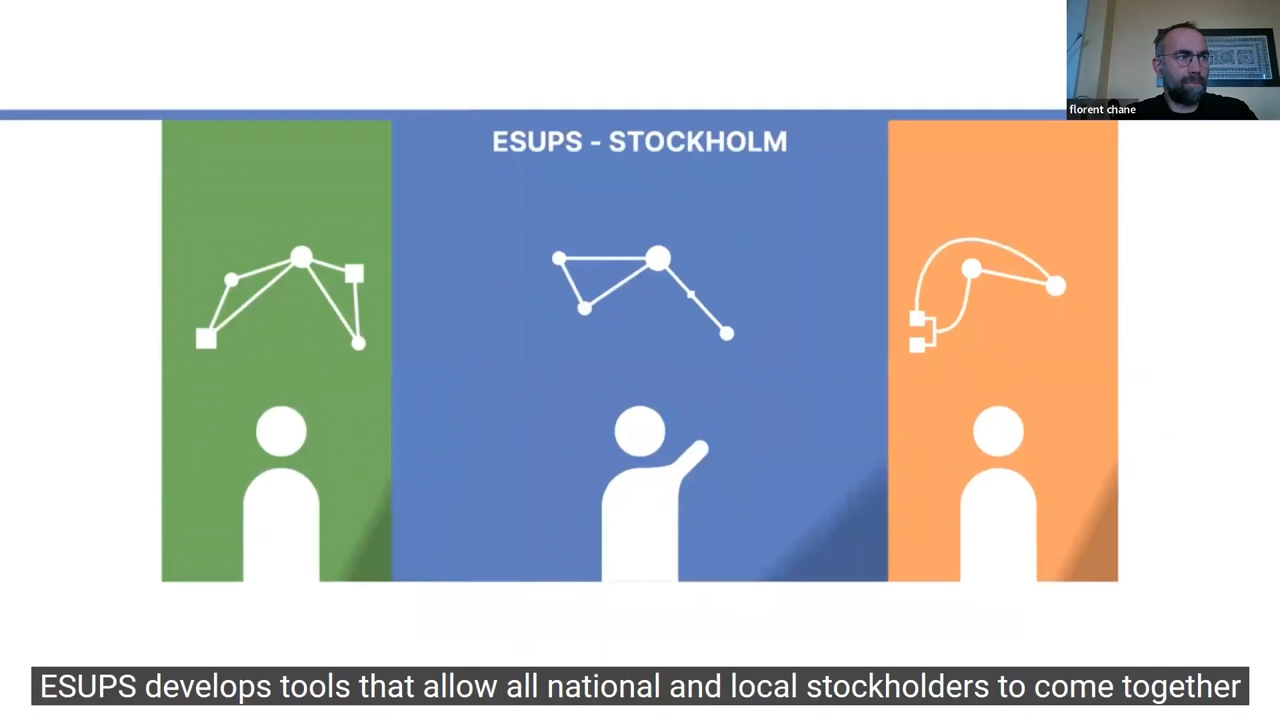 florent chane
ESUPS - STOCKHOLM
ESUPS develops tools that allow all national and local stockholders to come together